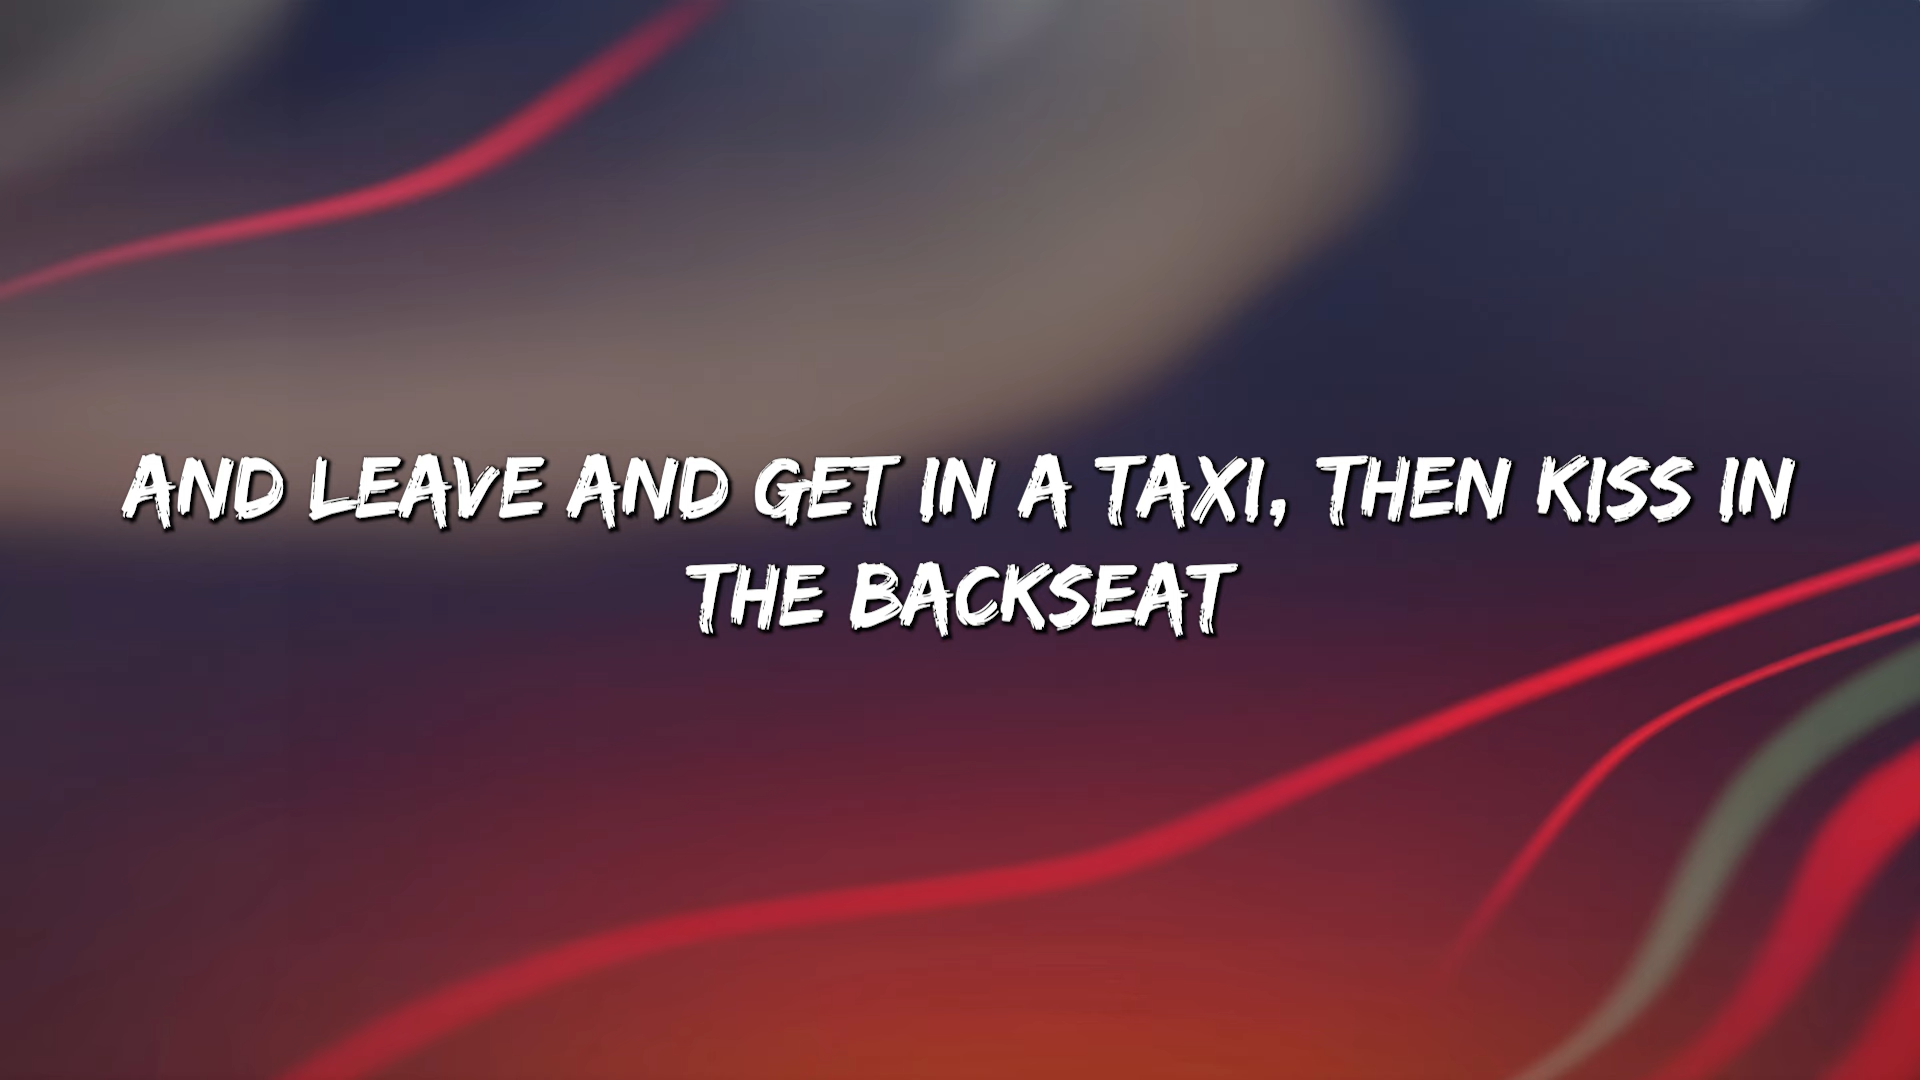 AND LEAVE AND GET IN A TAXI, THEN KISS IN
THE BACKSEAT